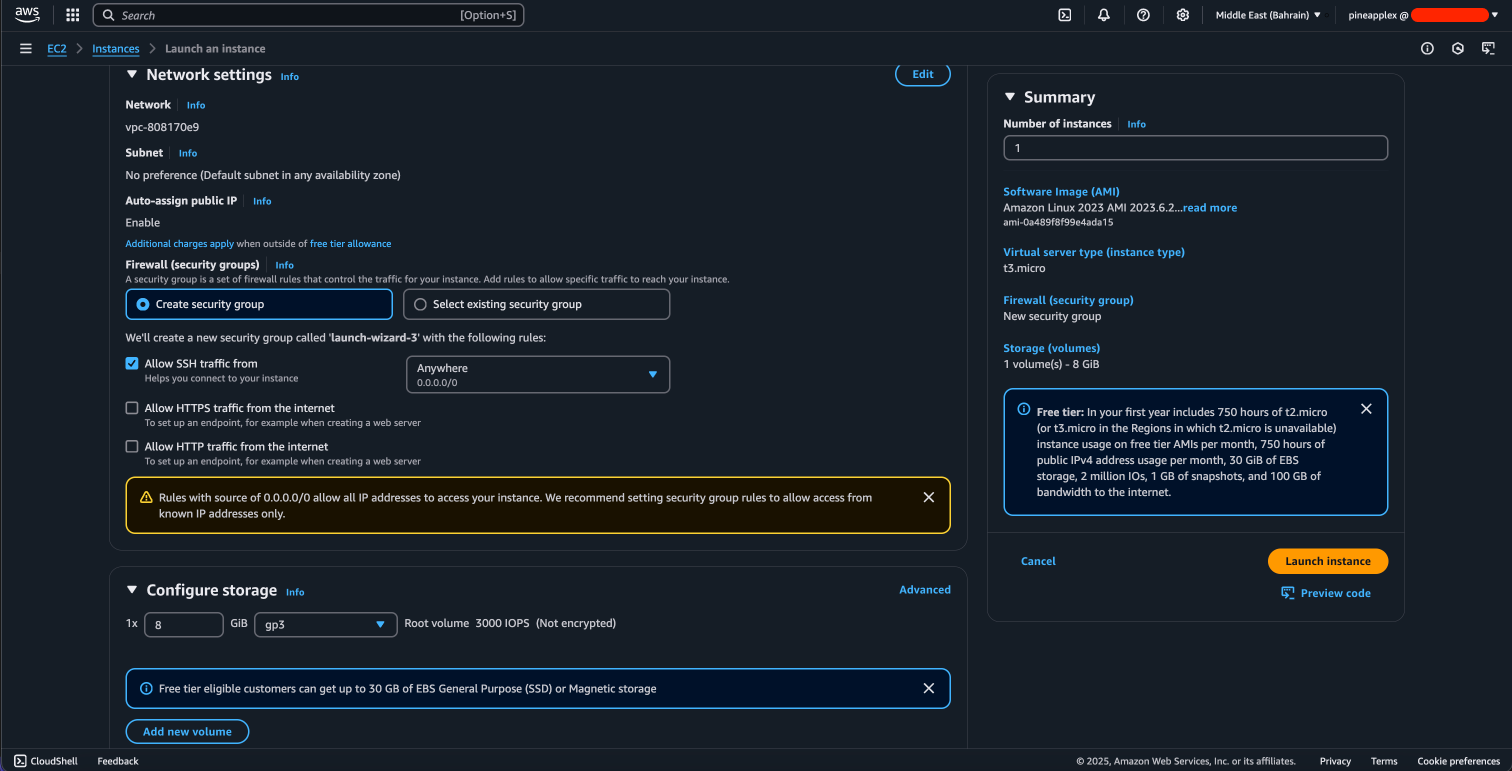 aws
Search [Option+S]
Middle East (Bahrain)
pineapplex @
EC2 Instances Launch an instance
Network settings Info
Edit
Network Info
vpc-808170e9
Subnet Info
No preference (Default subnet in any availability zone)
Auto-assign public IP Info
Enable
Additional charges apply when outside of free tier allowance
Firewall (security groups) Info
A security group is a set of firewall rules that control the traffic for your instance. Add rules to allow specific traffic to reach your instance.
Create security group
Select existing security group
We'll create a new security group called 'launch-wizard-3' with the following rules:
Allow SSH traffic from
Helps you connect to your instance
Anywhere
0.0.0.0/0
Allow HTTPS traffic from the internet
To set up an endpoint, for example when creating a web server
Allow HTTP traffic from the internet
To set up an endpoint, for example when creating a web server
Rules with source of 0.0.0.0/0 allow all IP addresses to access your instance. We recommend setting security group rules to allow access from
known IP addresses only.
Configure storage Info
Advanced
1x 8 GiB gp3 Root volume 3000 IOPS (Not encrypted)
Free tier eligible customers can get up to 30 GB of EBS General Purpose (SSD) or Magnetic storage
Add new volume
Summary
Number of instances Info
1
Software Image (AMI)
Amazon Linux 2023 AMI 2023.6.2...read more
ami-0a489f8f99e4ada15
Virtual server type (instance type)
t3.micro
Firewall (security group)
New security group
Storage (volumes)
1 volume(s) - 8 GiB
Free tier: In your first year includes 750 hours of t2.micro
(or t3.micro in the Regions in which t2.micro is unavailable)
instance usage on free tier AMIs per month, 750 hours of
public IPv4 address usage per month, 30 GiB of EBS
storage, 2 million IOs, 1 GB of snapshots, and 100 GB of
bandwidth to the internet.
Cancel
Launch instance
Preview code
CloudShell Feedback
© 2025, Amazon Web Services, Inc. or its affiliates. Privacy Terms Cookie preferences